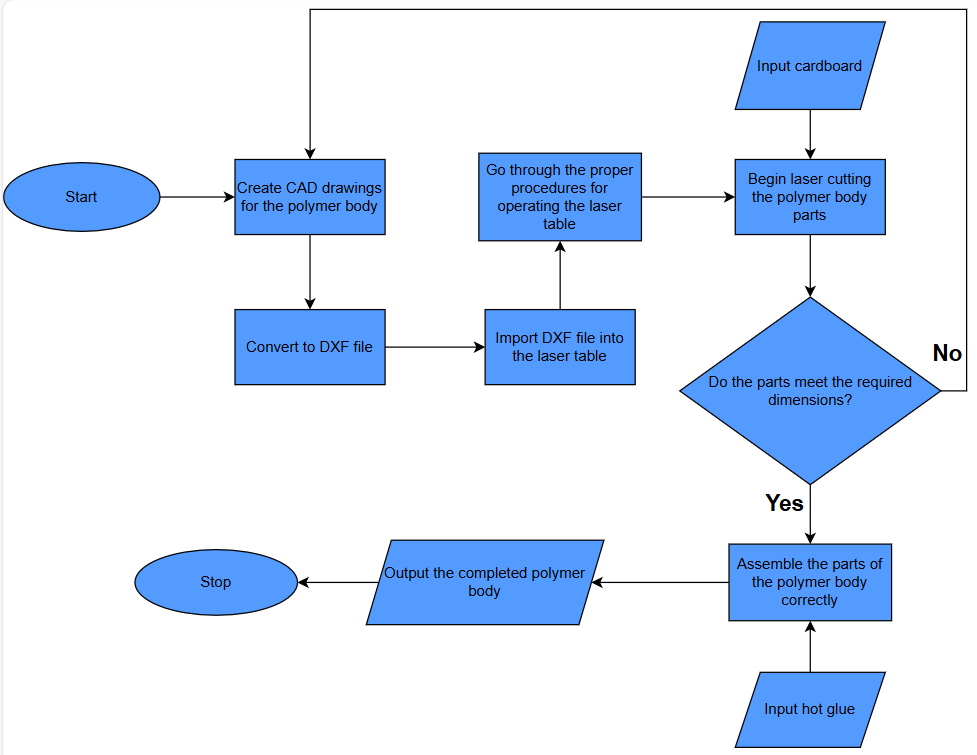 Input cardboard
Start
Create CAD drawings
for the polymer body
Go through the proper
procedures for
operating the laser
table
Begin laser cutting
the polymer body
parts
Convert to DXF file
Import DXF file into
the laser table
Do the parts meet the required
dimensions?
No
Yes
Assemble the parts of
the polymer body
correctly
Output the completed polymer
body
Stop
Input hot glue